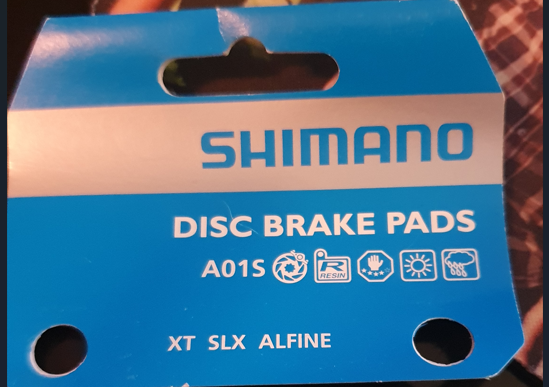 SHIMANO
DISC BRAKE PADS
A01S R RESIN
XT SLX ALFINE